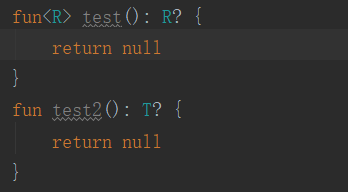 fun<R> test(): R? {
return null
}
fun test2(): T? {
return null
}